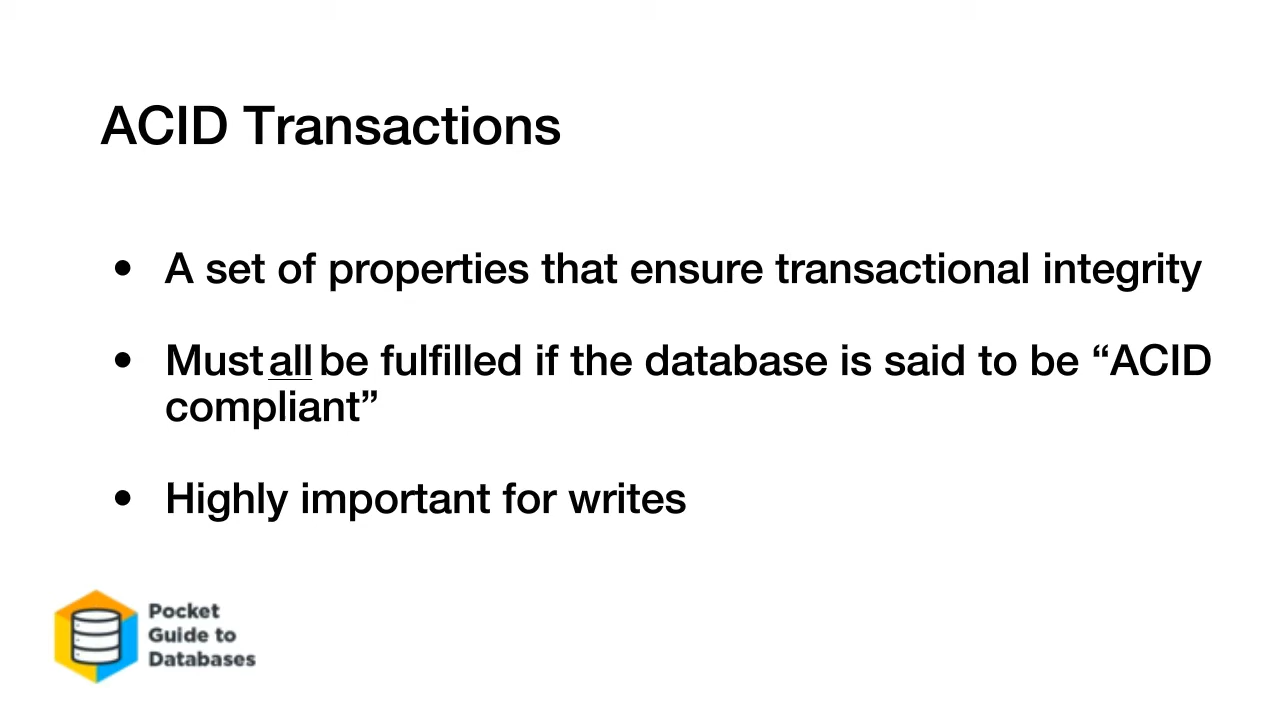 ACID Transactions
• A set of properties that ensure transactional integrity
• Must all be fulfilled if the database is said to be “ACID
compliant”
• Highly important for writes
Pocket
Guide to
Databases